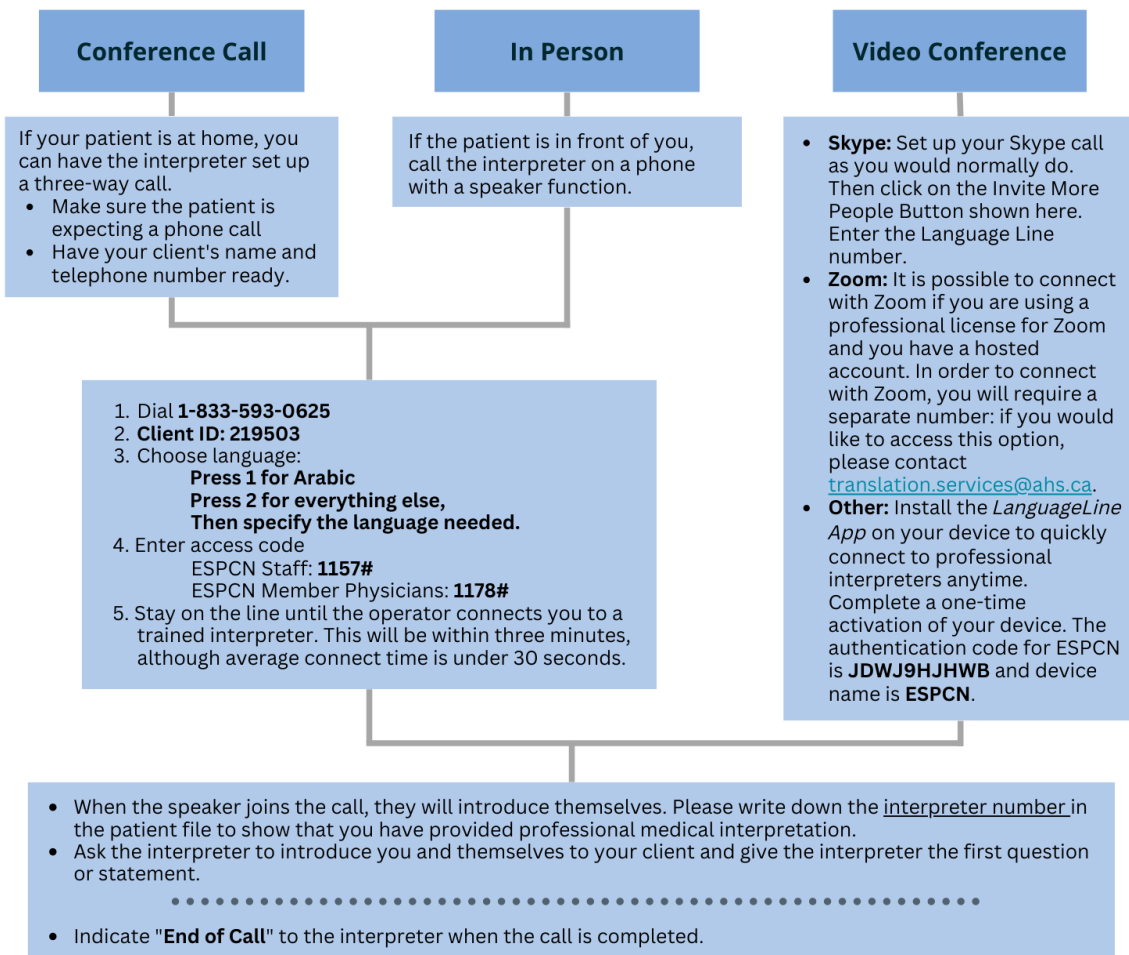 Conference Call
If your patient is at home, you
can have the interpreter set up
a three-way call.
• Make sure the patient is
expecting a phone call
• Have your client's name and
telephone number ready.
In Person
If the patient is in front of you,
call the interpreter on a phone
with a speaker function.
1. Dial 1-833-593-0625
2. Client ID: 219503
3. Choose language:
Press 1 for Arabic
Press 2 for everything else,
Then specify the language needed.
4. Enter access code
ESPCN Staff: 1157#
ESPCN Member Physicians: 1178#
5. Stay on the line until the operator connects you to a
trained interpreter. This will be within three minutes,
although average connect time is under 30 seconds.
Video Conference
• Skype: Set up your Skype call
as you would normally do.
Then click on the Invite More
People Button shown here.
Enter the Language Line
number.
• Zoom: It is possible to connect
with Zoom if you are using a
professional license for Zoom
and you have a hosted
account. In order to connect
with Zoom, you will require a
separate number: if you would
like to access this option,
please contact
translation.services@ahs.ca.
• Other: Install the LanguageLine
App on your device to quickly
connect to professional
interpreters anytime.
Complete a one-time
activation of your device. The
authentication code for ESPCN
is JDWJ9HJHWB and device
name is ESPCN.
• When the speaker joins the call, they will introduce themselves. Please write down the interpreter number in
the patient file to show that you have provided professional medical interpretation.
• Ask the interpreter to introduce you and themselves to your client and give the interpreter the first question
or statement.
• Indicate "End of Call" to the interpreter when the call is completed.